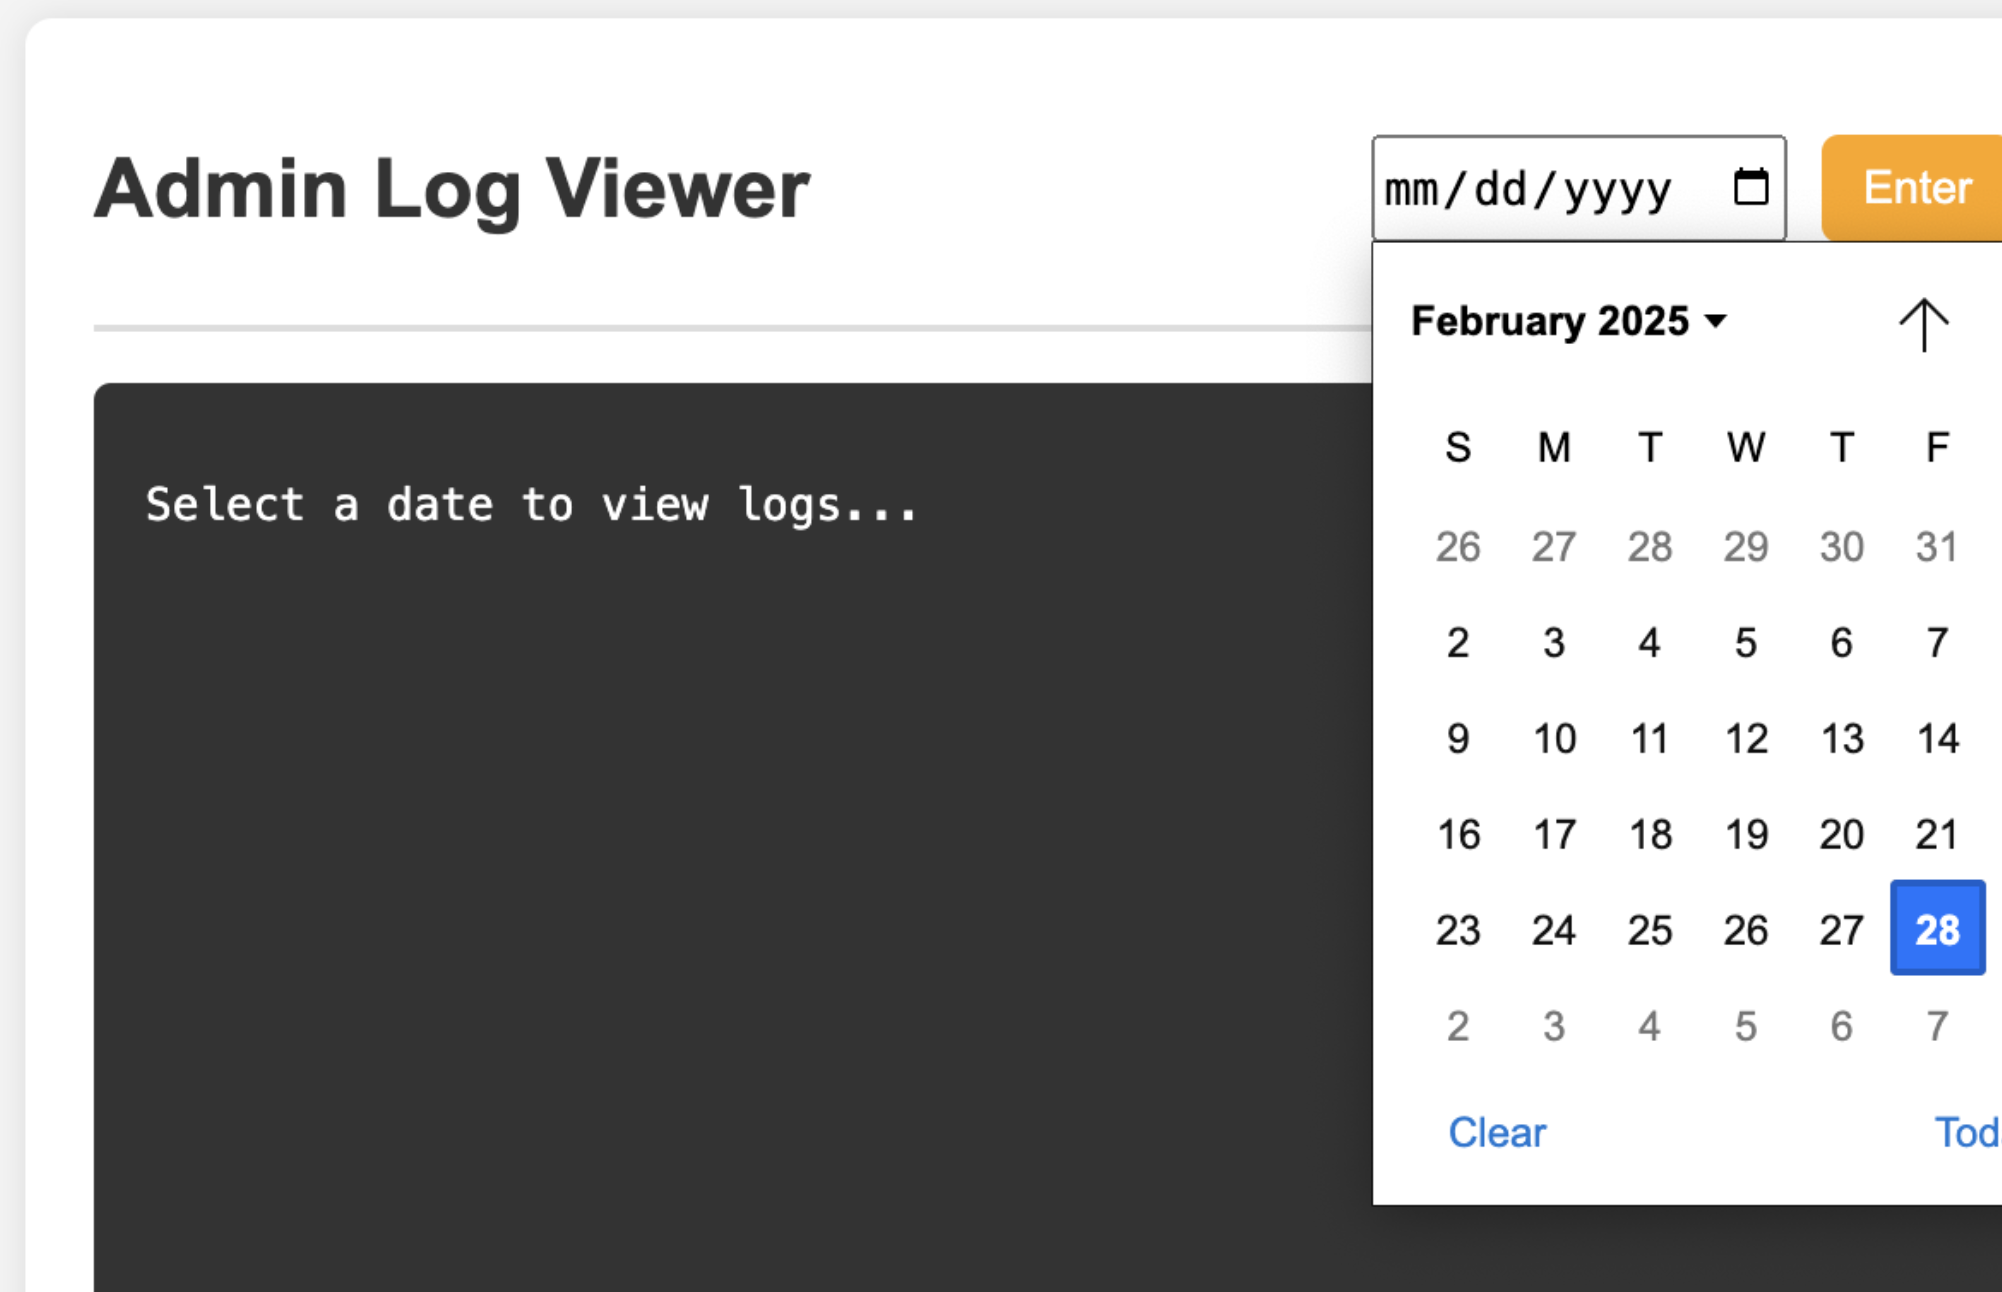 Admin Log Viewer
mm/dd/yyyy
Enter
February 2025
S M T W T F
26 27 28 29 30 31
2 3 4 5 6 7
9 10 11 12 13 14
16 17 18 19 20 21
23 24 25 26 27 28
2 3 4 5 6 7
Clear Tod
Select a date to view logs...